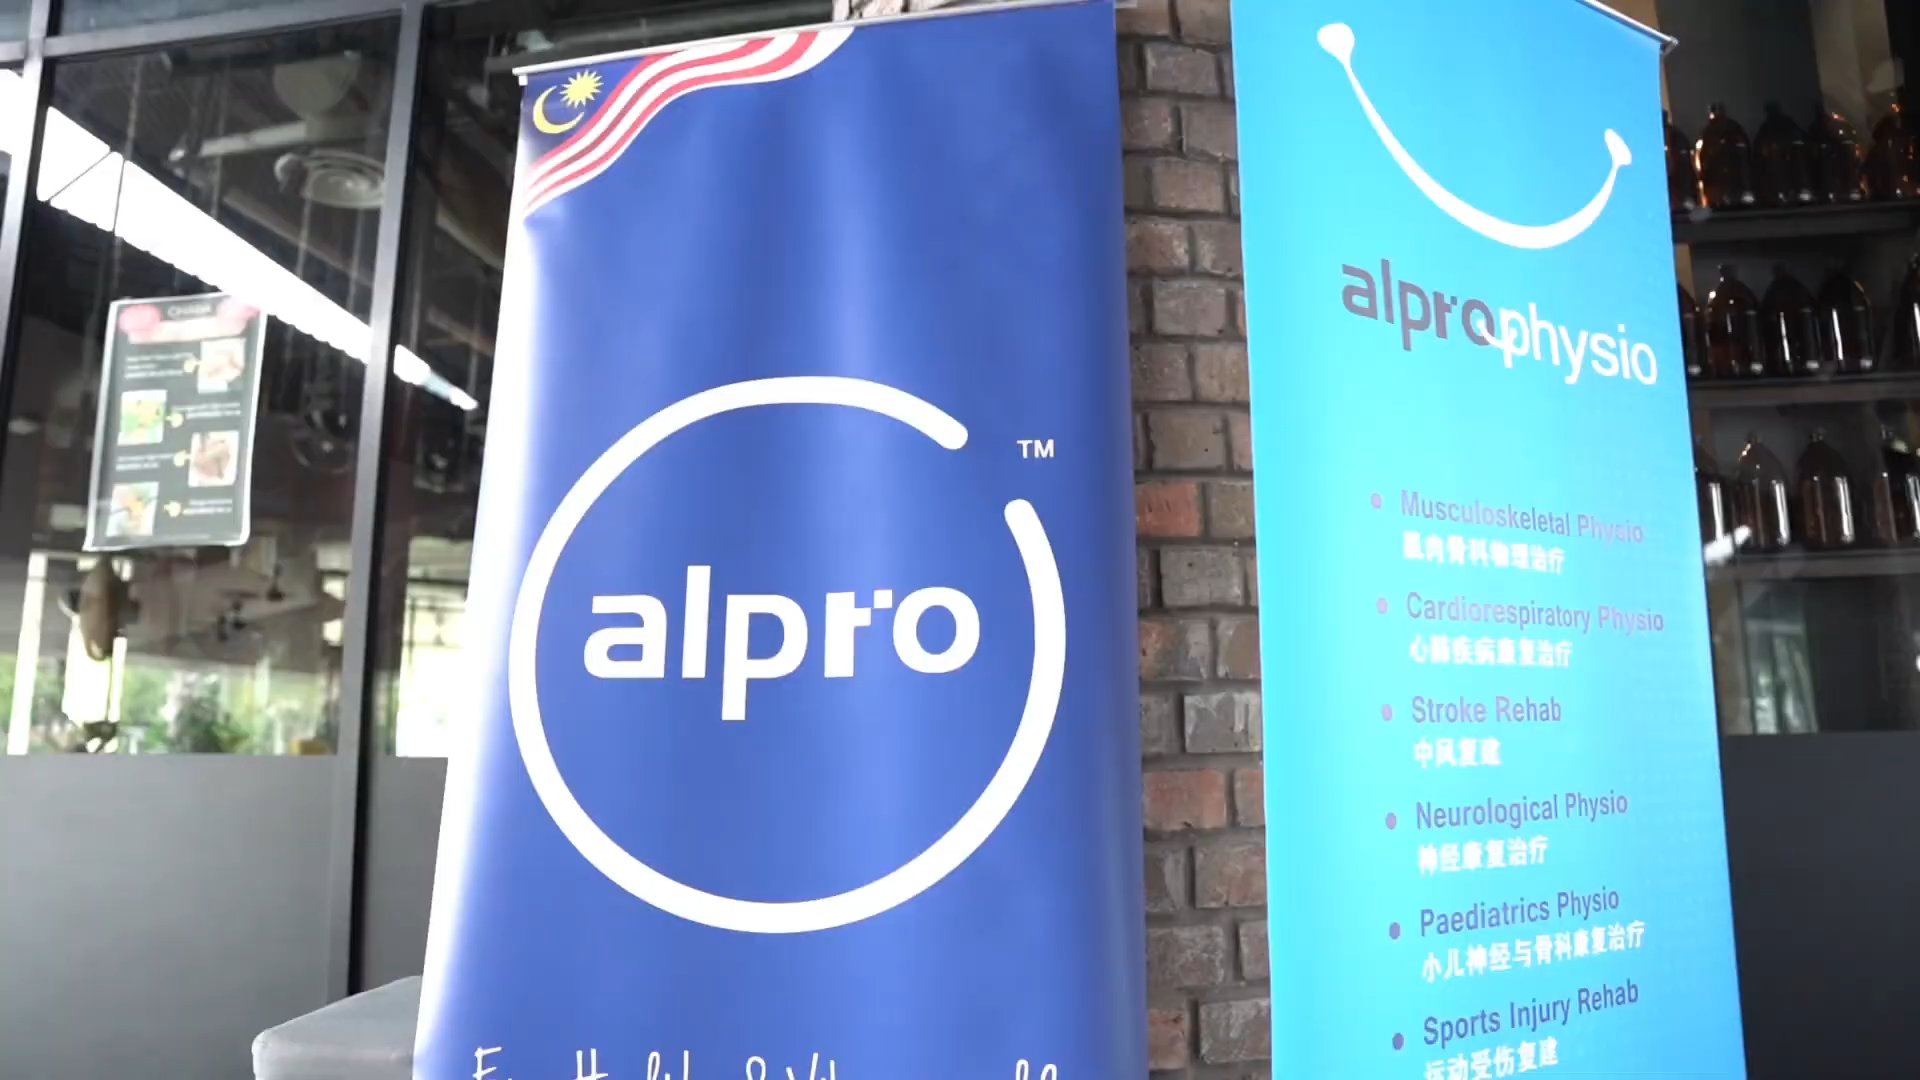 TM
alpro
alprophysio
Musculoskeletal Physio
肌肉骨科物理治疗
Cardiorespiratory Physio
心肺疾病康复治疗
Stroke Rehab
中风复建
Neurological Physio
神经康复治疗
Paediatrics Physio
小儿神经与骨科康复治疗
Sports Injury Rehab
运动受伤复建